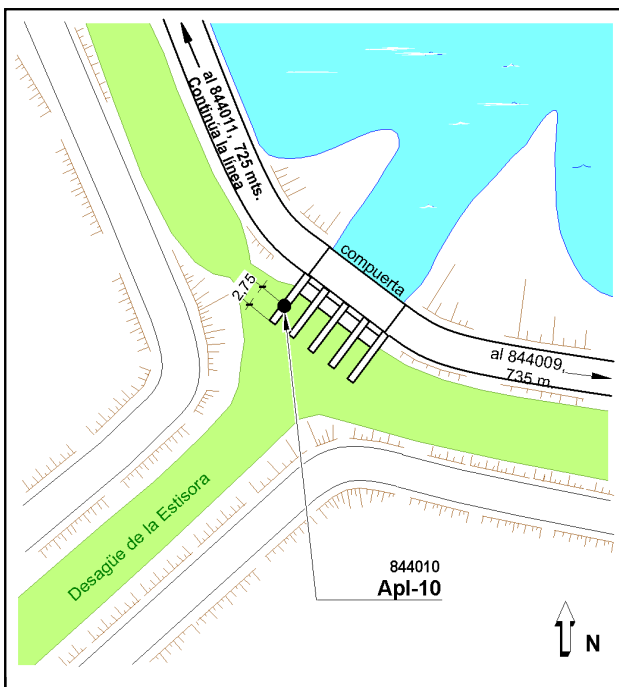 al 844011, 725 mts.
Continúa la línea
compuerta
2,75
al 844009,
735 m.
Desagüe de la Estisora
844010
Apl-10
N